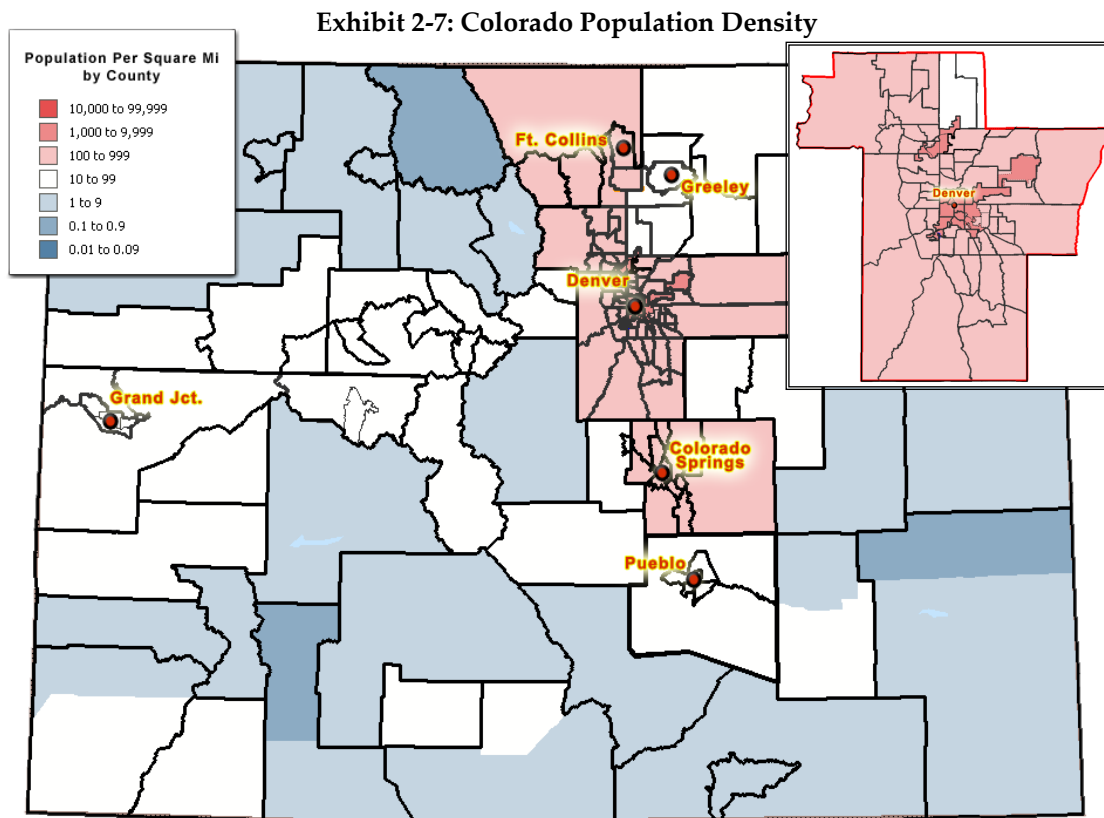 Exhibit 2-7: Colorado Population Density
Population Per Square Mi
by County
10,000 to 99,999
1,000 to 9,999
100 to 999
10 to 99
1 to 9
0.1 to 0.9
0.01 to 0.09
Ft. Collins
Greeley
Denver
Denver
Grand Jct.
Colorado
Springs
Pueblo